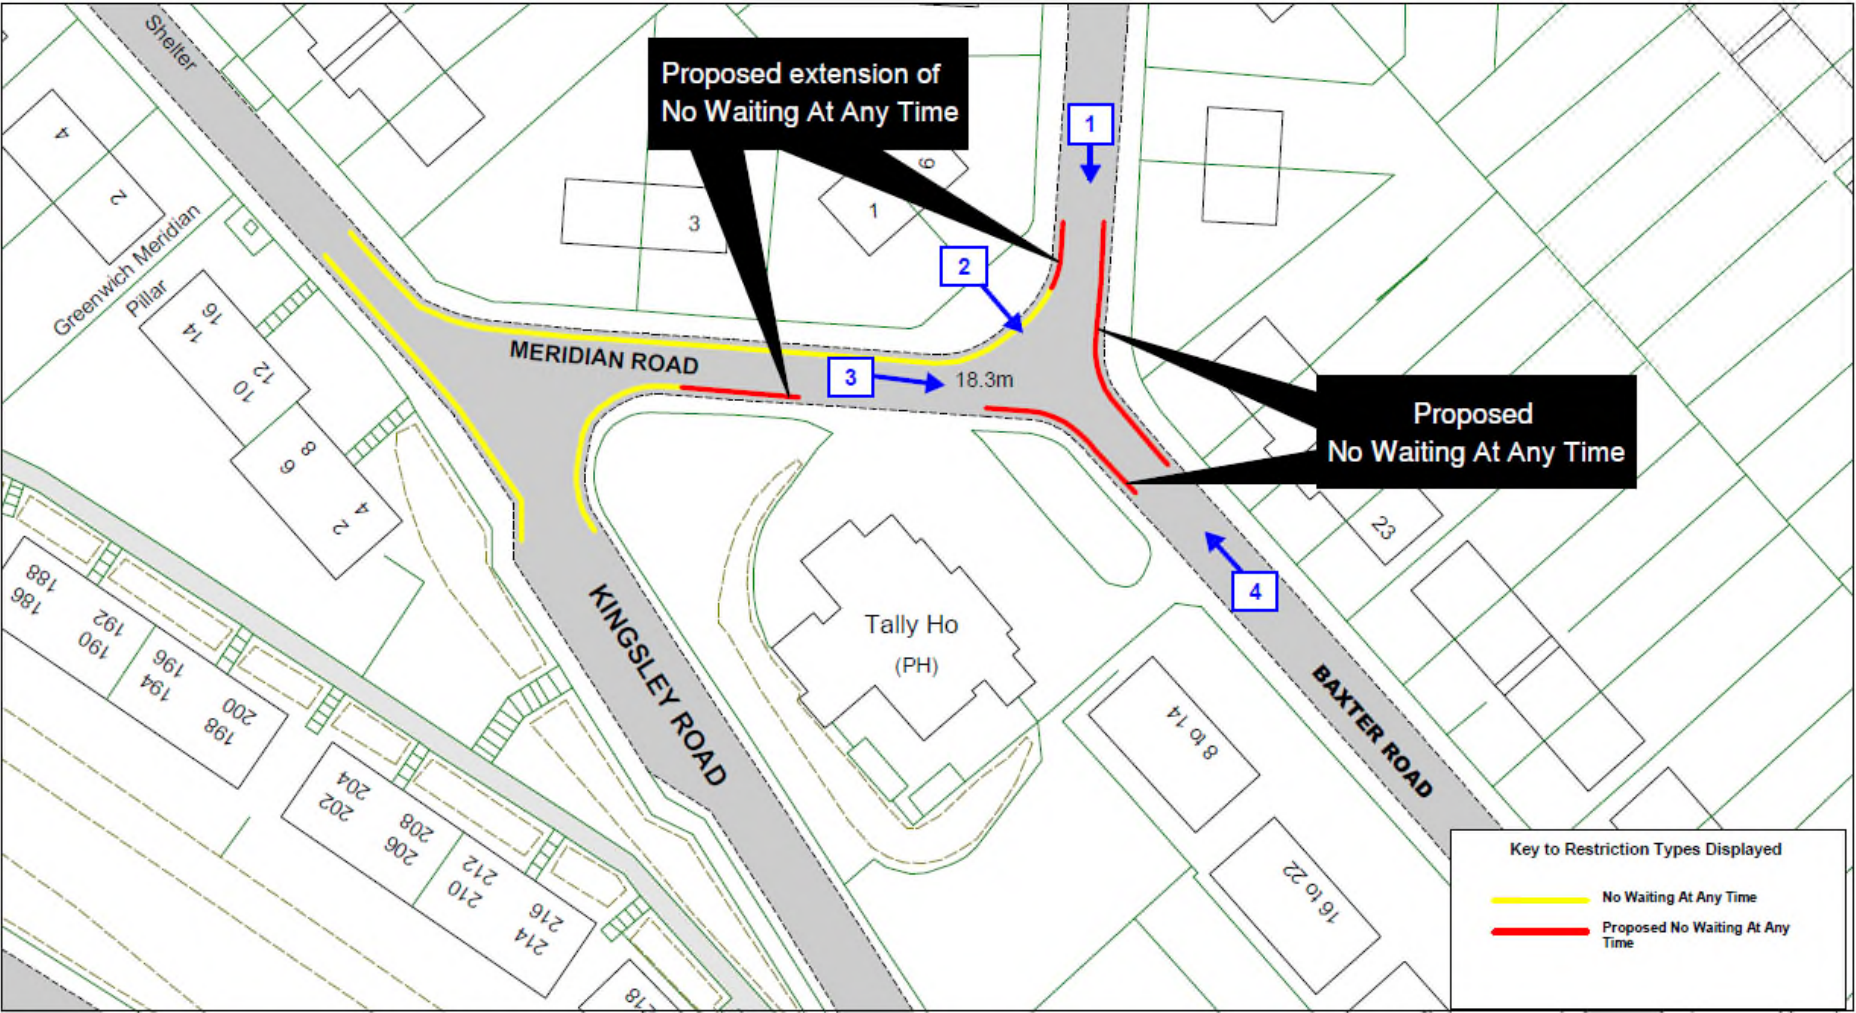 Shelter
Proposed extension of
No Waiting At Any Time
1
4
2
9
1
3
2
Greenwich Meridian
Pillar
16
14
12
10
8
6
4
2
MERIDIAN ROAD
3
18.3m
Proposed
No Waiting At Any Time
23
4
188
186
192
190
196
194
200
198
204
202
208
206
212
210
216
214
218
KINGSLEY ROAD
Tally Ho
(PH)
8 to 14
16 to 22
BAXTER ROAD
Key to Restriction Types Displayed
No Waiting At Any Time
Proposed No Waiting At Any
Time